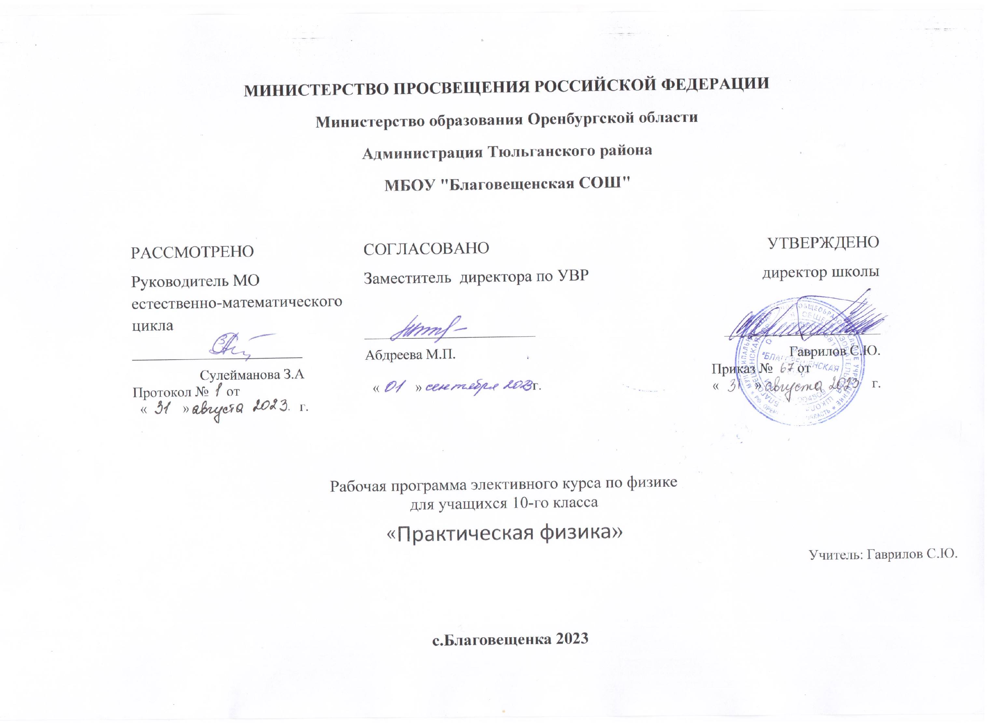 МИНИСТЕРСТВО ПРОСВЕЩЕНИЯ РОССИЙСКОЙ ФЕДЕРАЦИИ
Министерство образования Оренбургской области
Администрация Тюльганского района
МБОУ "Благовещенская СОШ"
РАССМОТРЕНО
Руководитель МО
естественно-математического
цикла
Сулейманова З.А
Протокол № 1 от
« 31 » августа 2023. г.
СОГЛАСОВАНО
Заместитель директора по УВР
Абдреева М.П.
« 01 » сентября 2023г.
УТВЕРЖДЕНО
директор школы
Гаврилов С.Ю.
Приказ № 67 от
« 31 » августа 2023 г.
"БЛАГОВЕЩЕНСКАЯ
Рабочая программа элективного курса по физике
для учащихся 10-го класса
«Практическая физика»
Учитель: Гаврилов С.Ю.
с.Благовещенка 2023